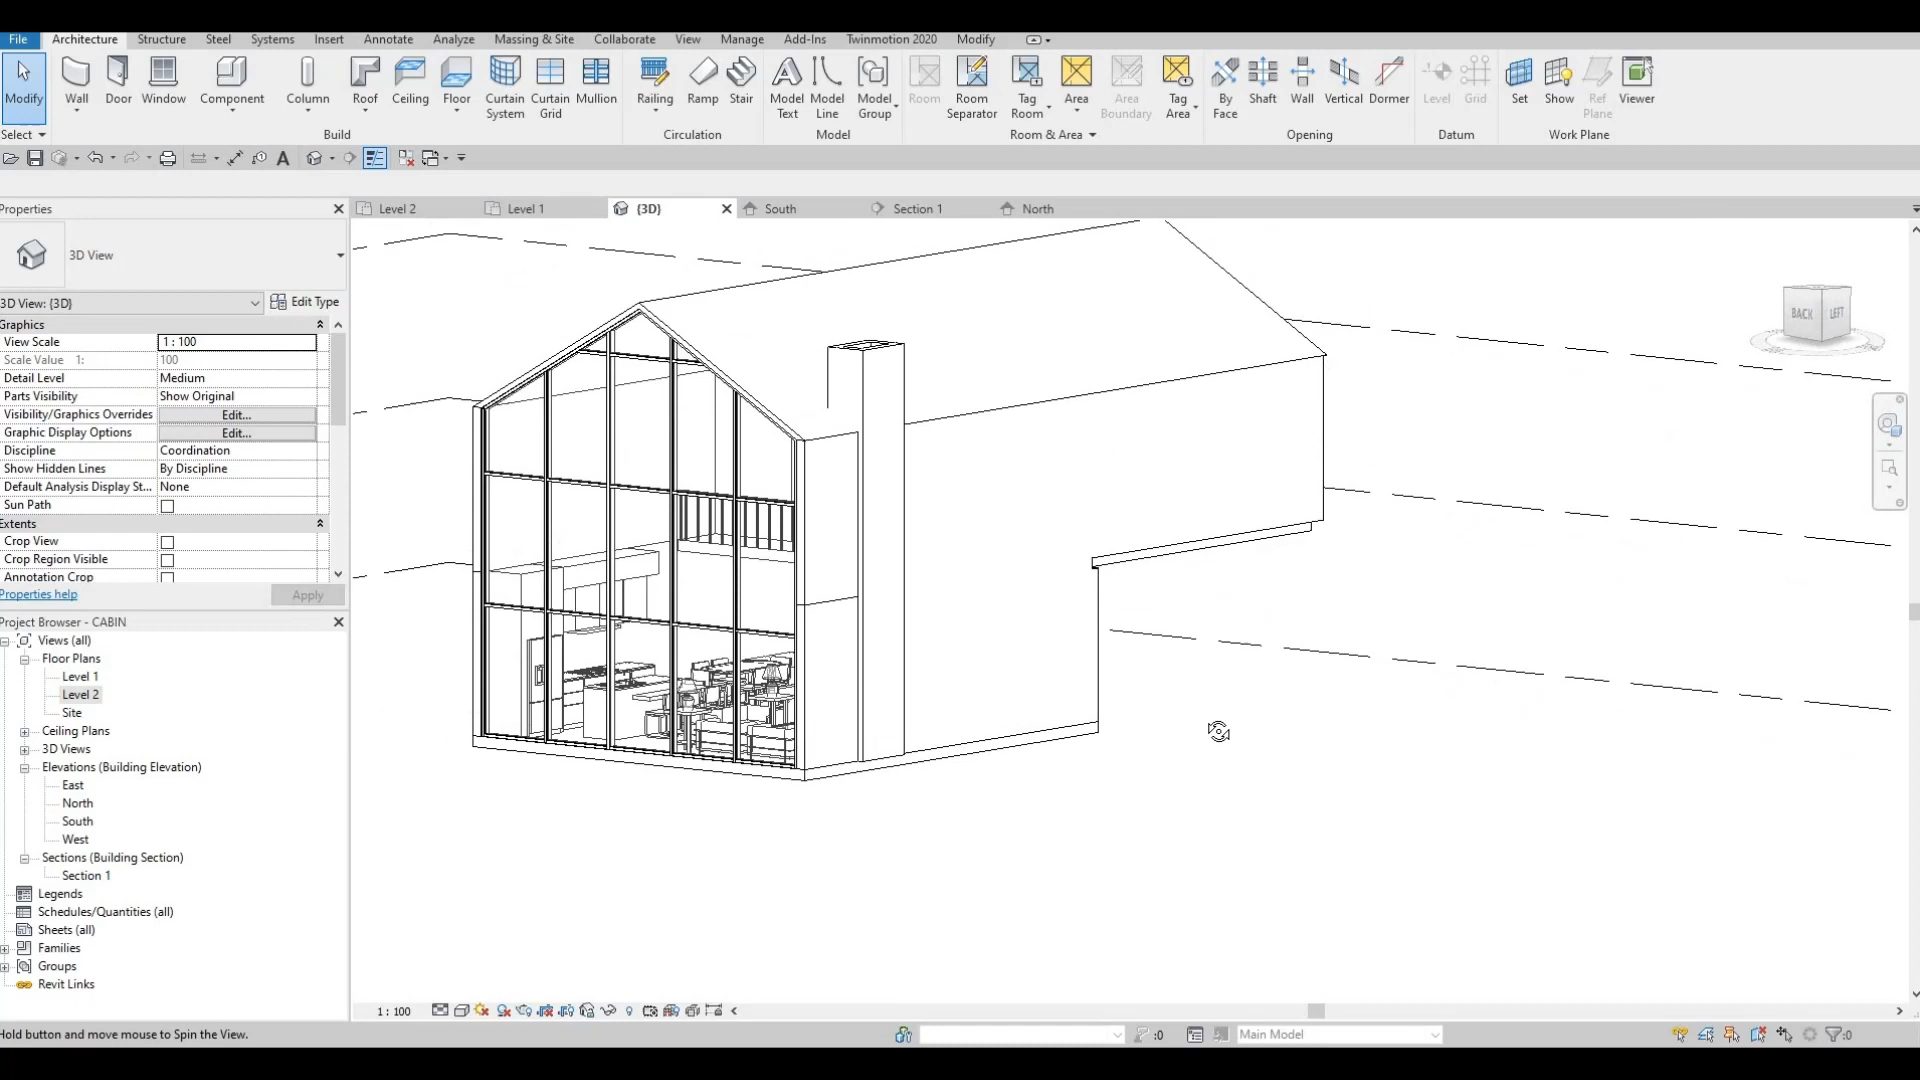 File Architecture Structure Steel Systems Insert Annotate Analyze Massing & Site Collaborate View Manage Add-Ins Twinmotion 2020 Modify
Modify Wall Door Window Component Column Roof Ceiling Floor Curtain System Curtain Grid Mullion Railing Ramp Stair Model Text Model Line Model Group Room Room Separator Tag Room Area Area Boundary Tag Area By Face Shaft Wall Vertical Dormer Level Grid Set Show Ref Plane Viewer
Select Build Circulation Model Room & Area Opening Datum Work Plane
Properties
Level 2 Level 1 {3D} South Section 1 North
3D View
3D View: {3D} Edit Type
Graphics
View Scale 1 : 100
Scale Value 1: 100
Detail Level Medium
Parts Visibility Show Original
Visibility/Graphics Overrides Edit...
Graphic Display Options Edit...
Discipline Coordination
Show Hidden Lines By Discipline
Default Analysis Display St... None
Sun Path
Extents
Crop View
Crop Region Visible
Annotation Crop
Properties help Apply
BACK LEFT
Project Browser - CABIN
Views (all)
Floor Plans
Level 1
Level 2
Site
Ceiling Plans
3D Views
Elevations (Building Elevation)
East
North
South
West
Sections (Building Section)
Section 1
Legends
Schedules/Quantities (all)
Sheets (all)
Families
Groups
Revit Links
1 : 100
Hold button and move mouse to Spin the View.
:0
Main Model
:0